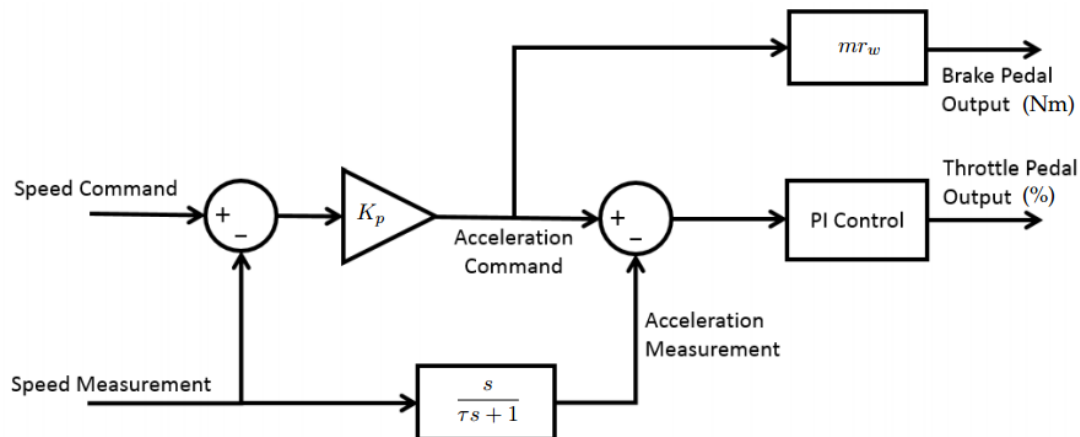 mr_w
Brake Pedal
Output (Nm)
Speed Command
+
−
K_p
Acceleration
Command
+
−
PI Control
Throttle Pedal
Output (%)
Acceleration
Measurement
Speed Measurement
s
τs + 1